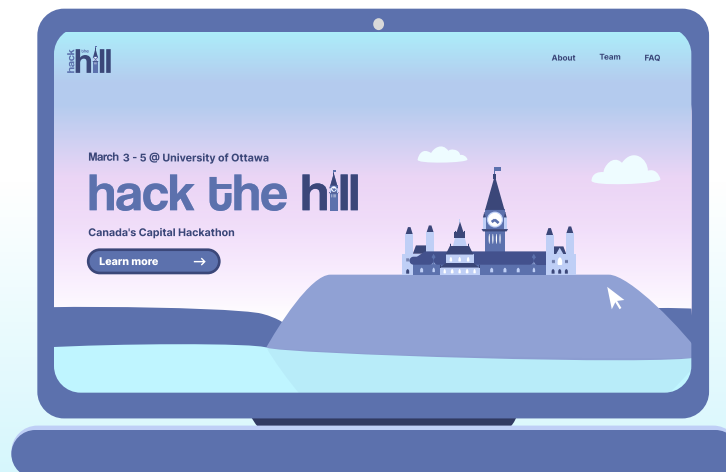 hack the hill
About Team FAQ
March 3 - 5 @ University of Ottawa
hack the hill
Canada's Capital Hackathon
Learn more →